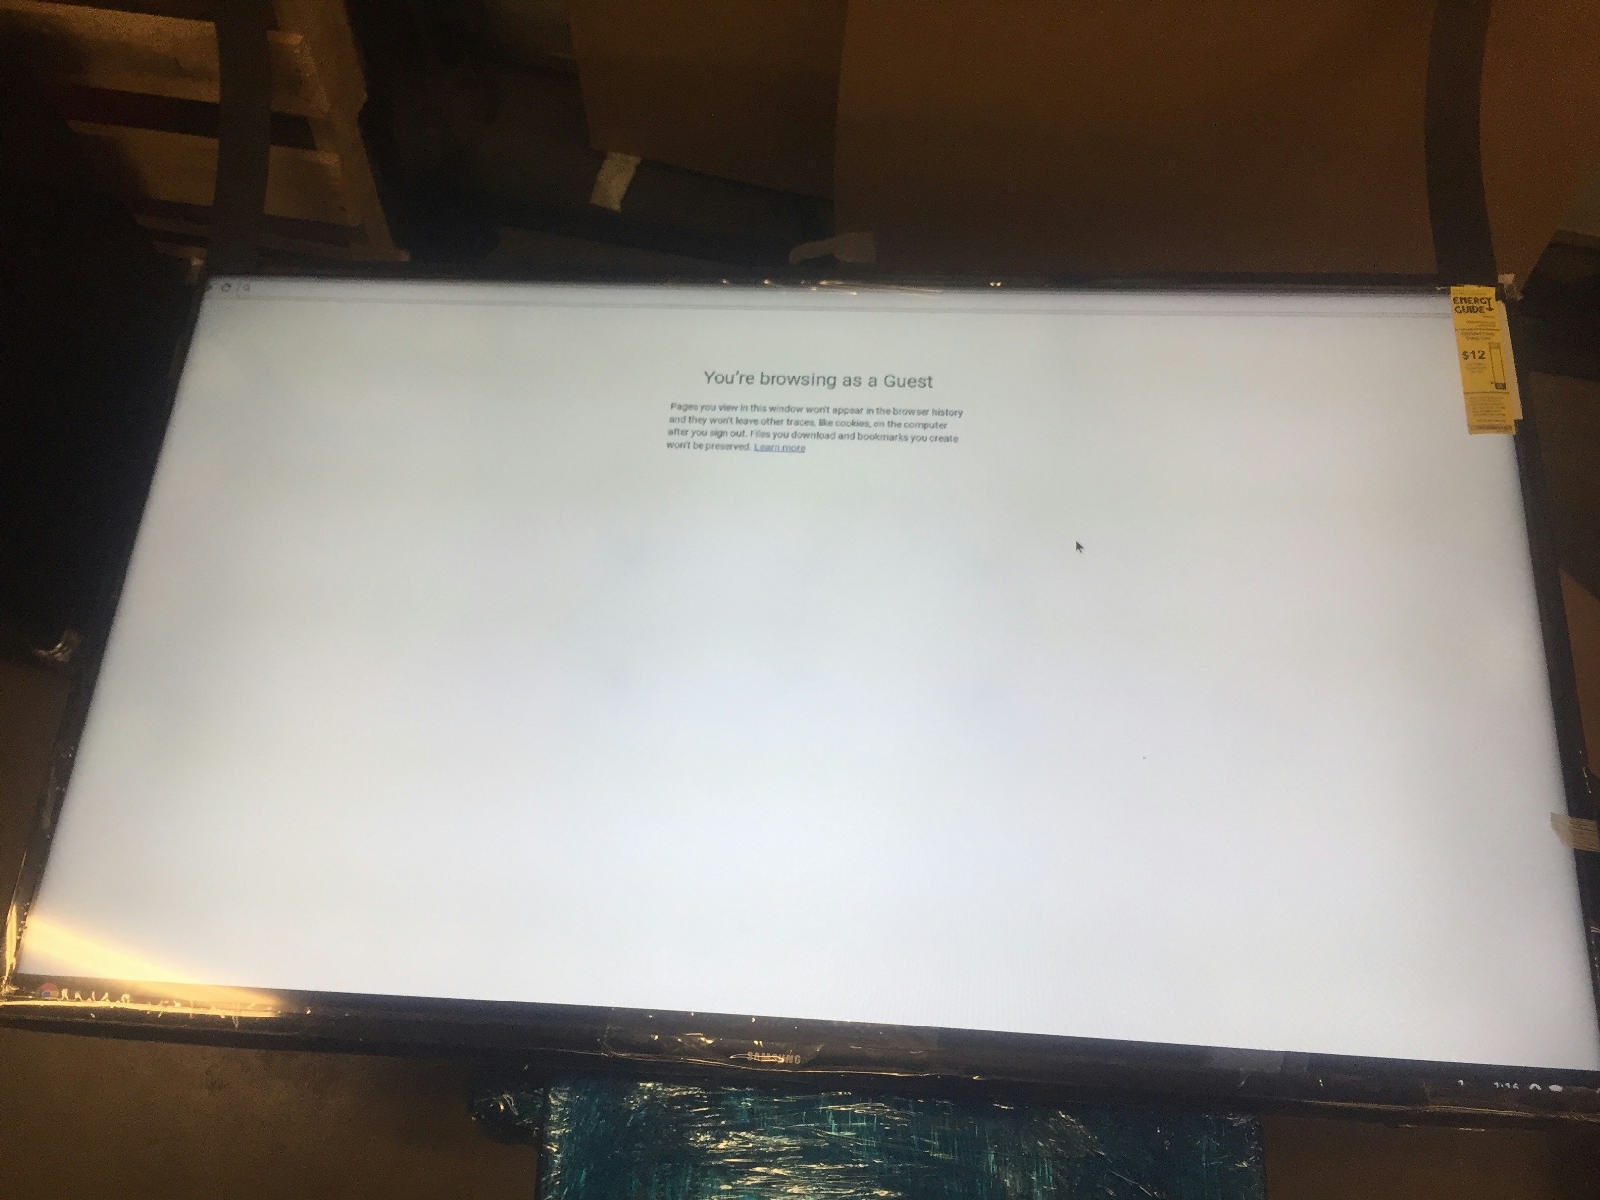 You're browsing as a Guest
Pages you view in this window won't appear in the browser history
and they won't leave other traces, like cookies, on the computer
after you sign out. Files you download and bookmarks you create
won't be preserved. Learn more
ENERGY
GUIDE
$12
SAMSUNG